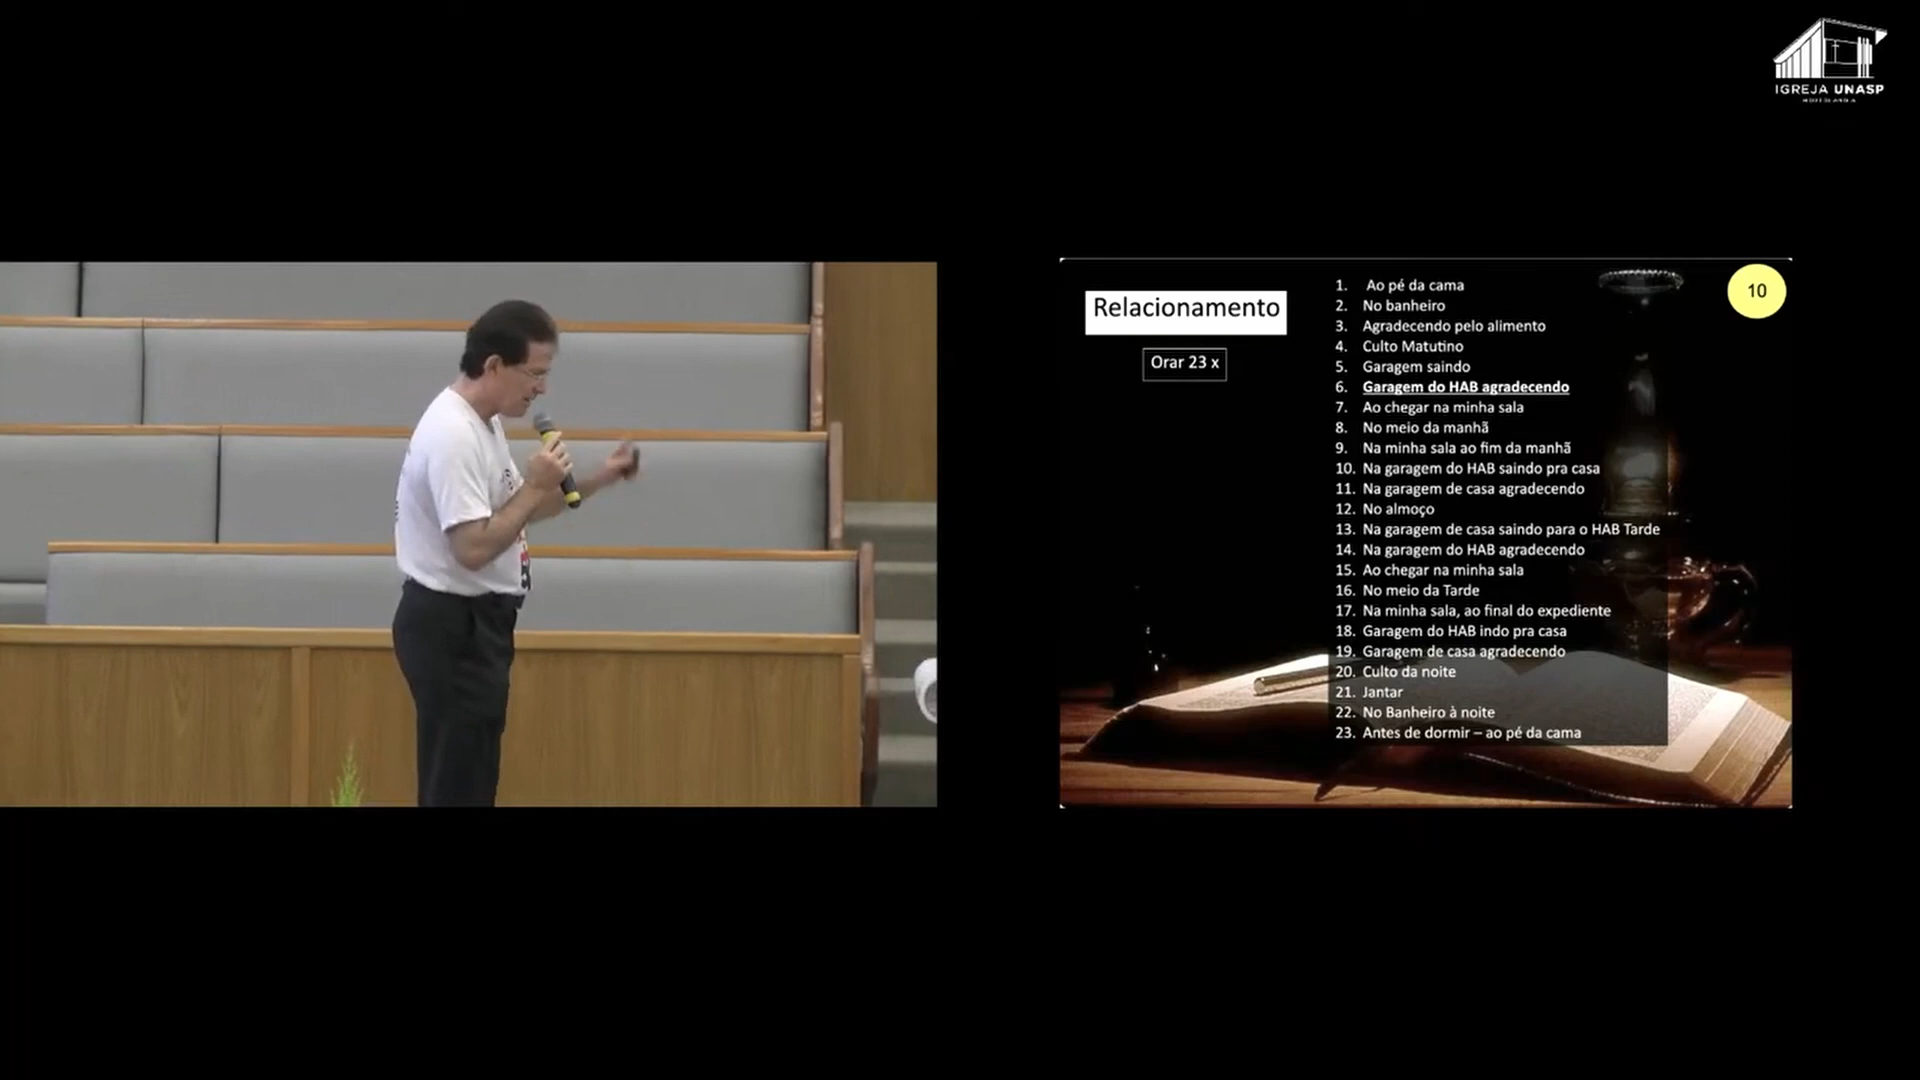 IGREJA UNASP
Relacionamento
Orar 23 x
10
1. Ao pé da cama
2. No banheiro
3. Agradecendo pelo alimento
4. Culto Matutino
5. Garagem saindo
6. Garagem do HAB agradecendo
7. Ao chegar na minha sala
8. No meio da manhã
9. Na minha sala ao fim da manhã
10. Na garagem do HAB saindo pra casa
11. Na garagem de casa agradecendo
12. No almoço
13. Na garagem de casa saindo para o HAB Tarde
14. Na garagem do HAB agradecendo
15. Ao chegar na minha sala
16. No meio da Tarde
17. Na minha sala, ao final do expediente
18. Garagem do HAB indo pra casa
19. Garagem de casa agradecendo
20. Culto da noite
21. Jantar
22. No Banheiro à noite
23. Antes de dormir – ao pé da cama